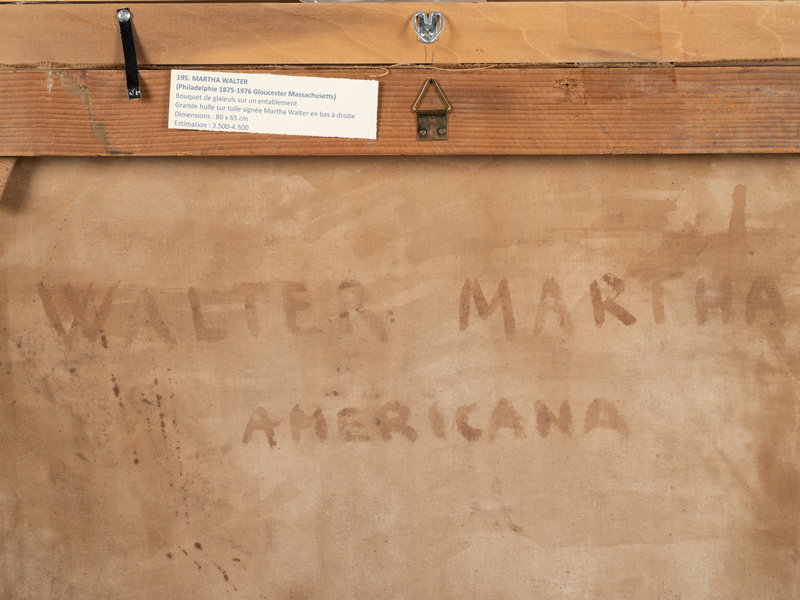 195. MARTHA WALTER
(Philadelphie 1875-1976 Gloucester Massachusetts)
Bouquet de glaïeuls sur un entablement
Grande huile sur toile signée Martha Walter en bas à droite
Dimensions : 80 x 65 cm
Estimation : 3.500-4.500
WALTER MARTHA
AMERICANA